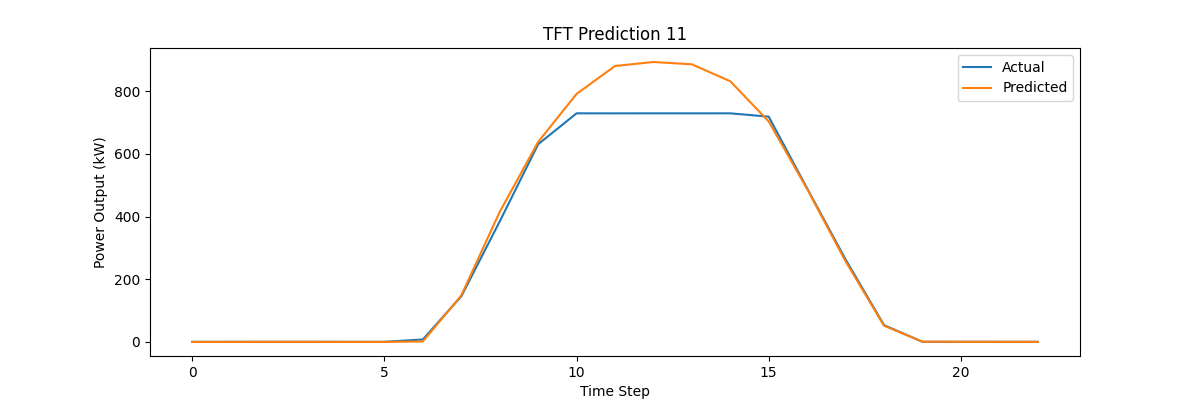 TFT Prediction 11
Actual
Predicted
Power Output (kW)
800
600
400
200
0
0 5 10 15 20
Time Step